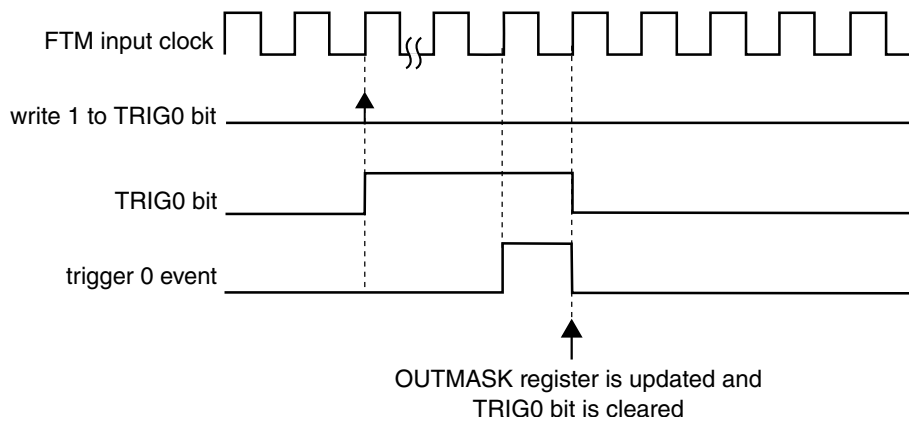 FTM input clock
write 1 to TRIG0 bit
TRIG0 bit
trigger 0 event
OUTMASK register is updated and
TRIG0 bit is cleared